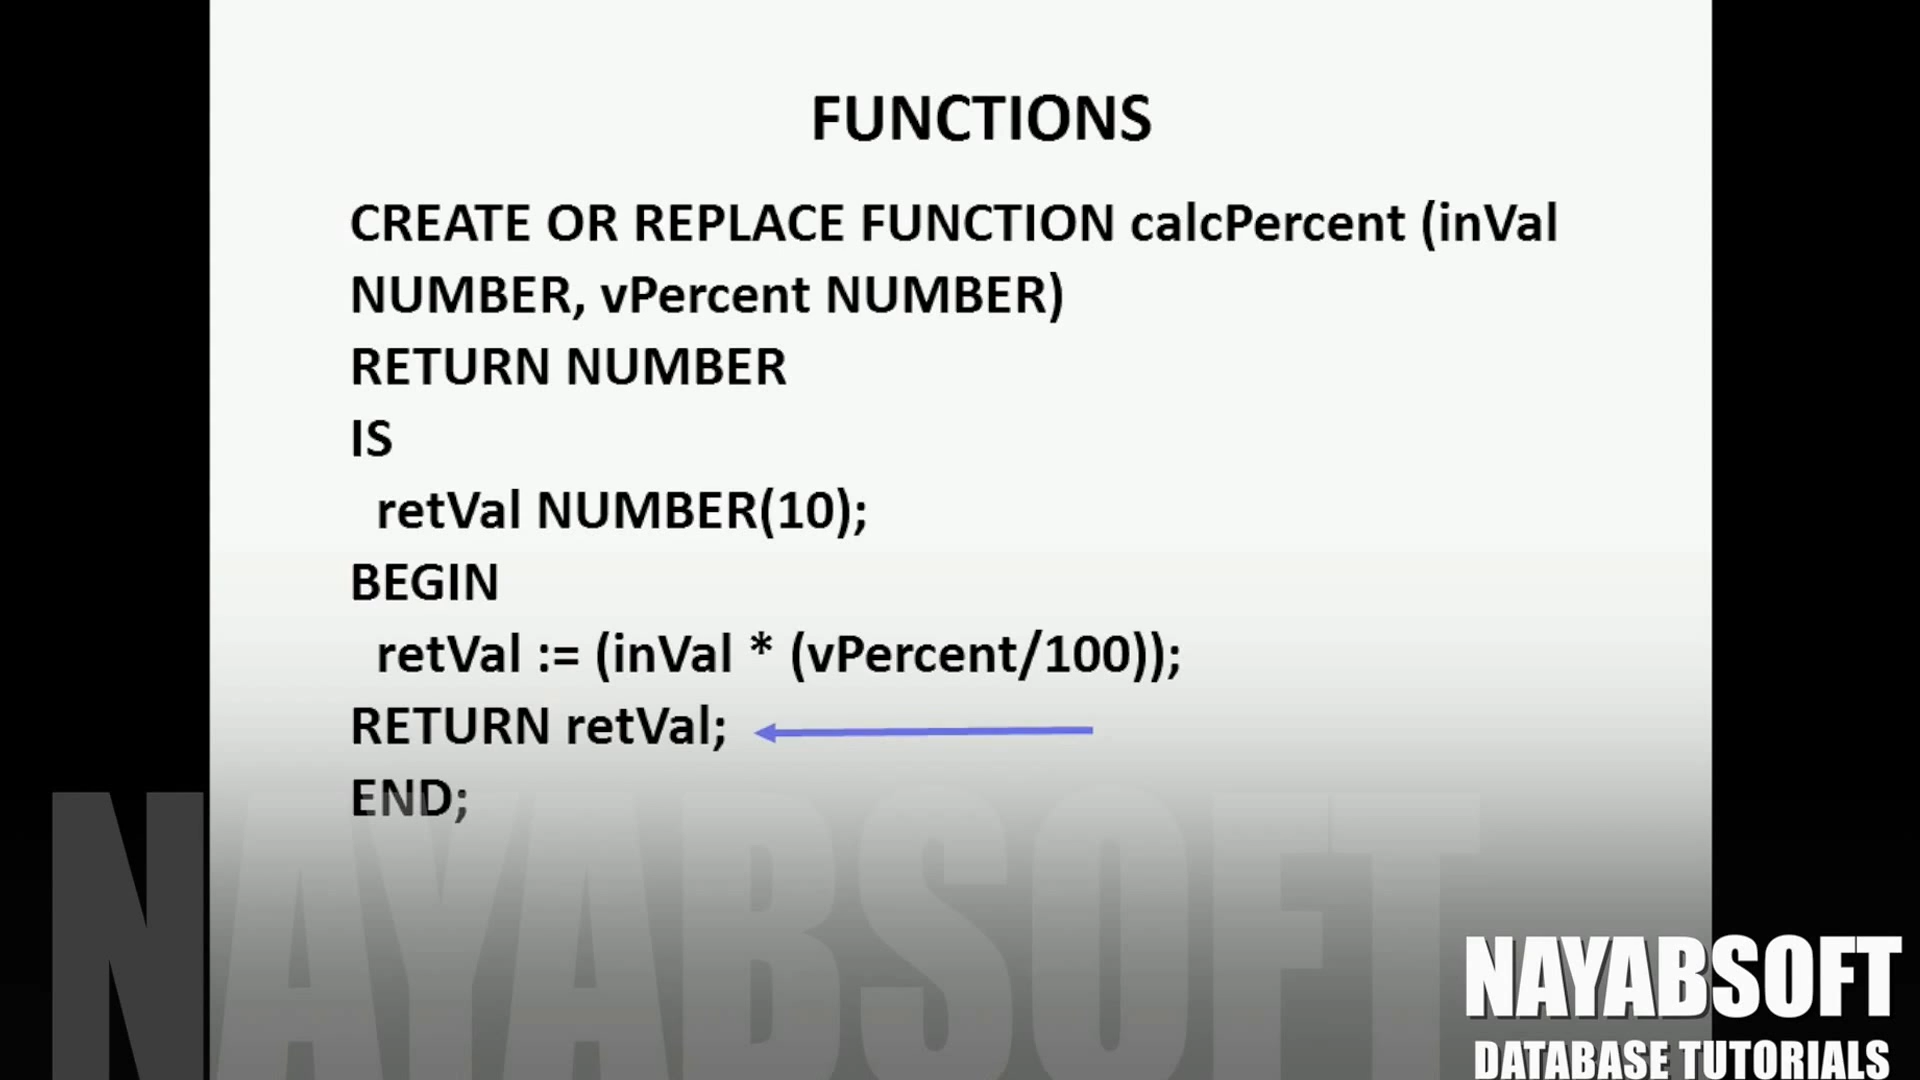 FUNCTIONS
CREATE OR REPLACE FUNCTION calcPercent (inVal
NUMBER, vPercent NUMBER)
RETURN NUMBER
IS
retVal NUMBER(10);
BEGIN
retVal := (inVal * (vPercent/100));
RETURN retVal;
END;
NAYABSOFT
NAYABSOFT
DATABASE TUTORIALS